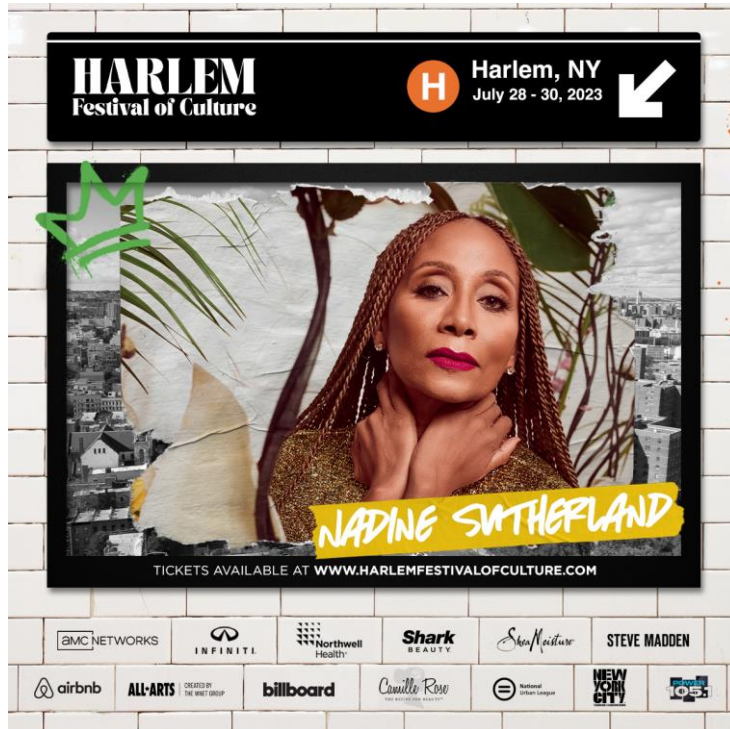 HARLEM
Festival of Culture
H
Harlem, NY
July 28 - 30, 2023
NADINE SUTHERLAND
TICKETS AVAILABLE AT WWW.HARLEMFESTIVALOFCULTURE.COM
amc NETWORKS
INFINITI.
Northwell
Health
Shark
BEAUTY
SheaMoisture
STEVE MADDEN
airbnb
ALL•ARTS
CREATED BY
THE WNET GROUP
billboard
Camille Rose
National
Urban League
NEW
YORK
CITY
POWER
105.1